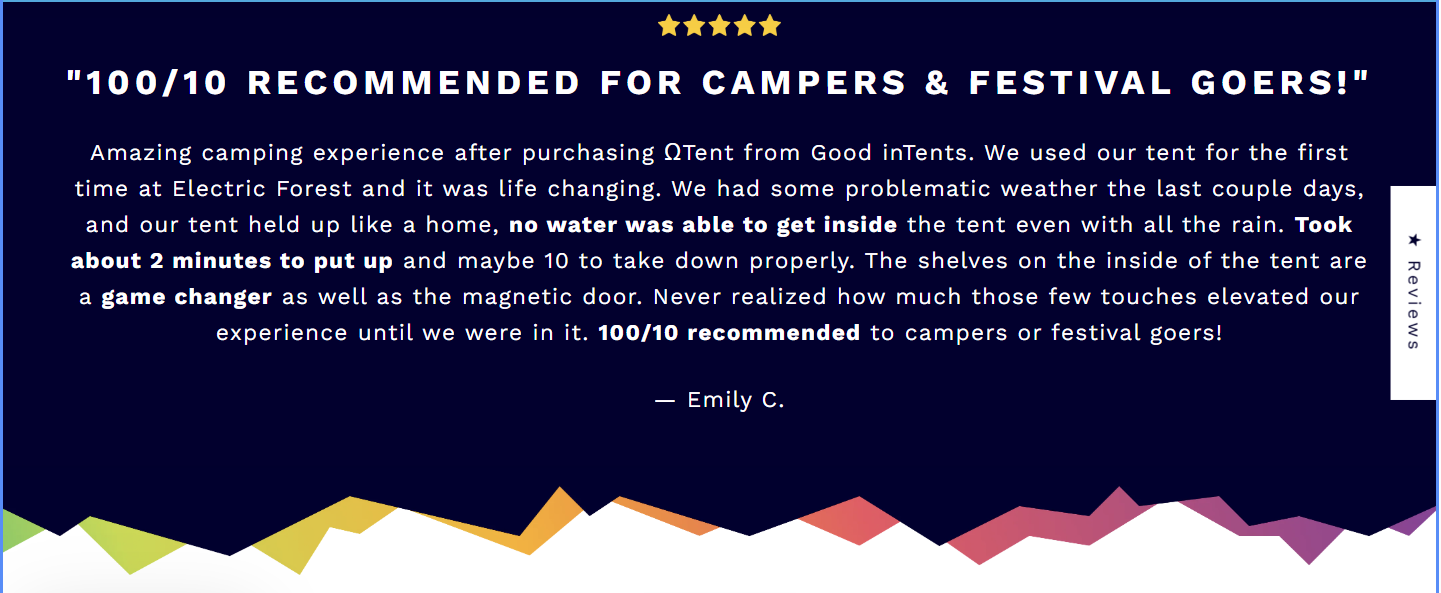 "100/10 RECOMMENDED FOR CAMPERS & FESTIVAL GOERS!"
Amazing camping experience after purchasing ΩTent from Good inTents. We used our tent for the first
time at Electric Forest and it was life changing. We had some problematic weather the last couple days,
and our tent held up like a home, no water was able to get inside the tent even with all the rain. Took
about 2 minutes to put up and maybe 10 to take down properly. The shelves on the inside of the tent are
a game changer as well as the magnetic door. Never realized how much those few touches elevated our
experience until we were in it. 100/10 recommended to campers or festival goers!
— Emily C.
★ Reviews